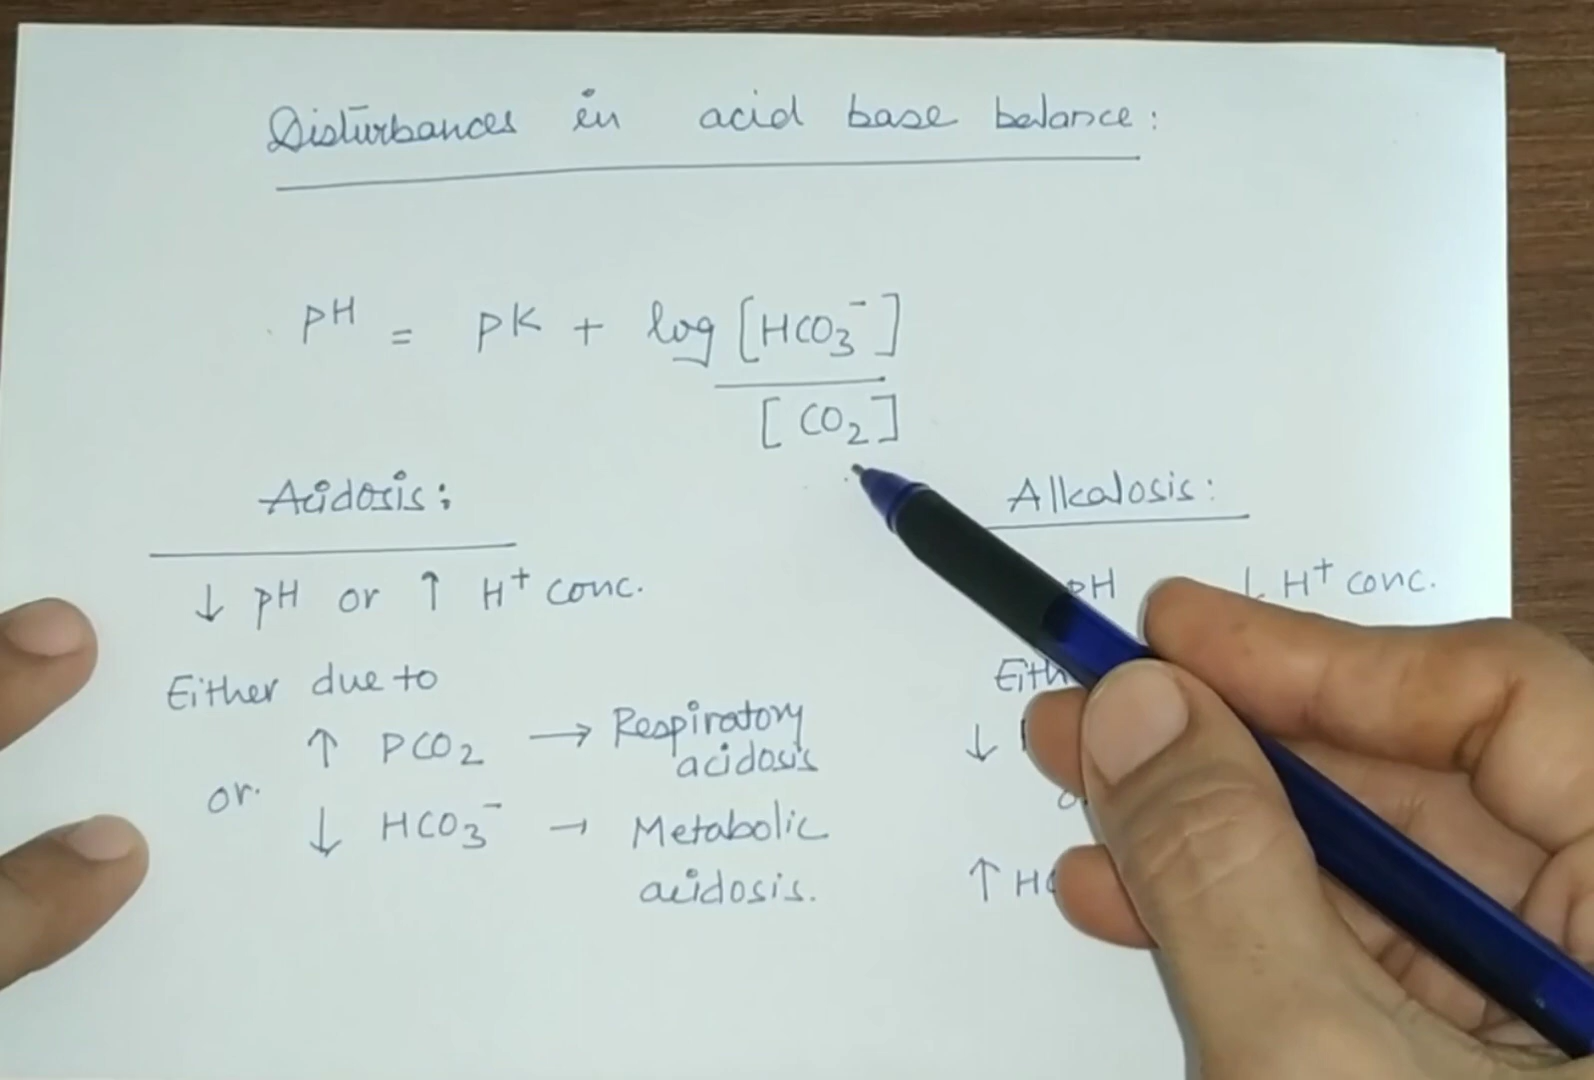 Disturbances in acid base balance:
pH = pK + log [HCO₃⁻]
[CO₂]
Acidosis:
↓ pH or ↑ H⁺ conc.
Either due to
↑ PCO₂ → Respiratory
acidosis
or
↓ HCO₃⁻ → Metabolic
acidosis.
Alkalosis:
pH ↓ H⁺ conc.
↓
↑